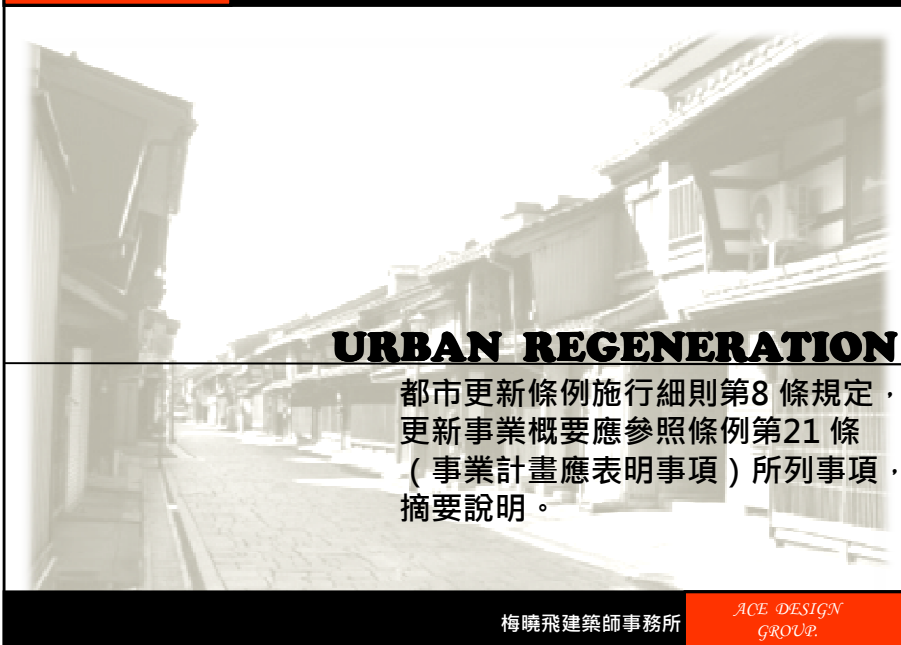 URBAN REGENERATION
都市更新條例施行細則第8 條規定，
更新事業概要應參照條例第21 條
（事業計畫應表明事項）所列事項，
摘要說明。
梅曉飛建築師事務所
ACE DESIGN
GROUP.